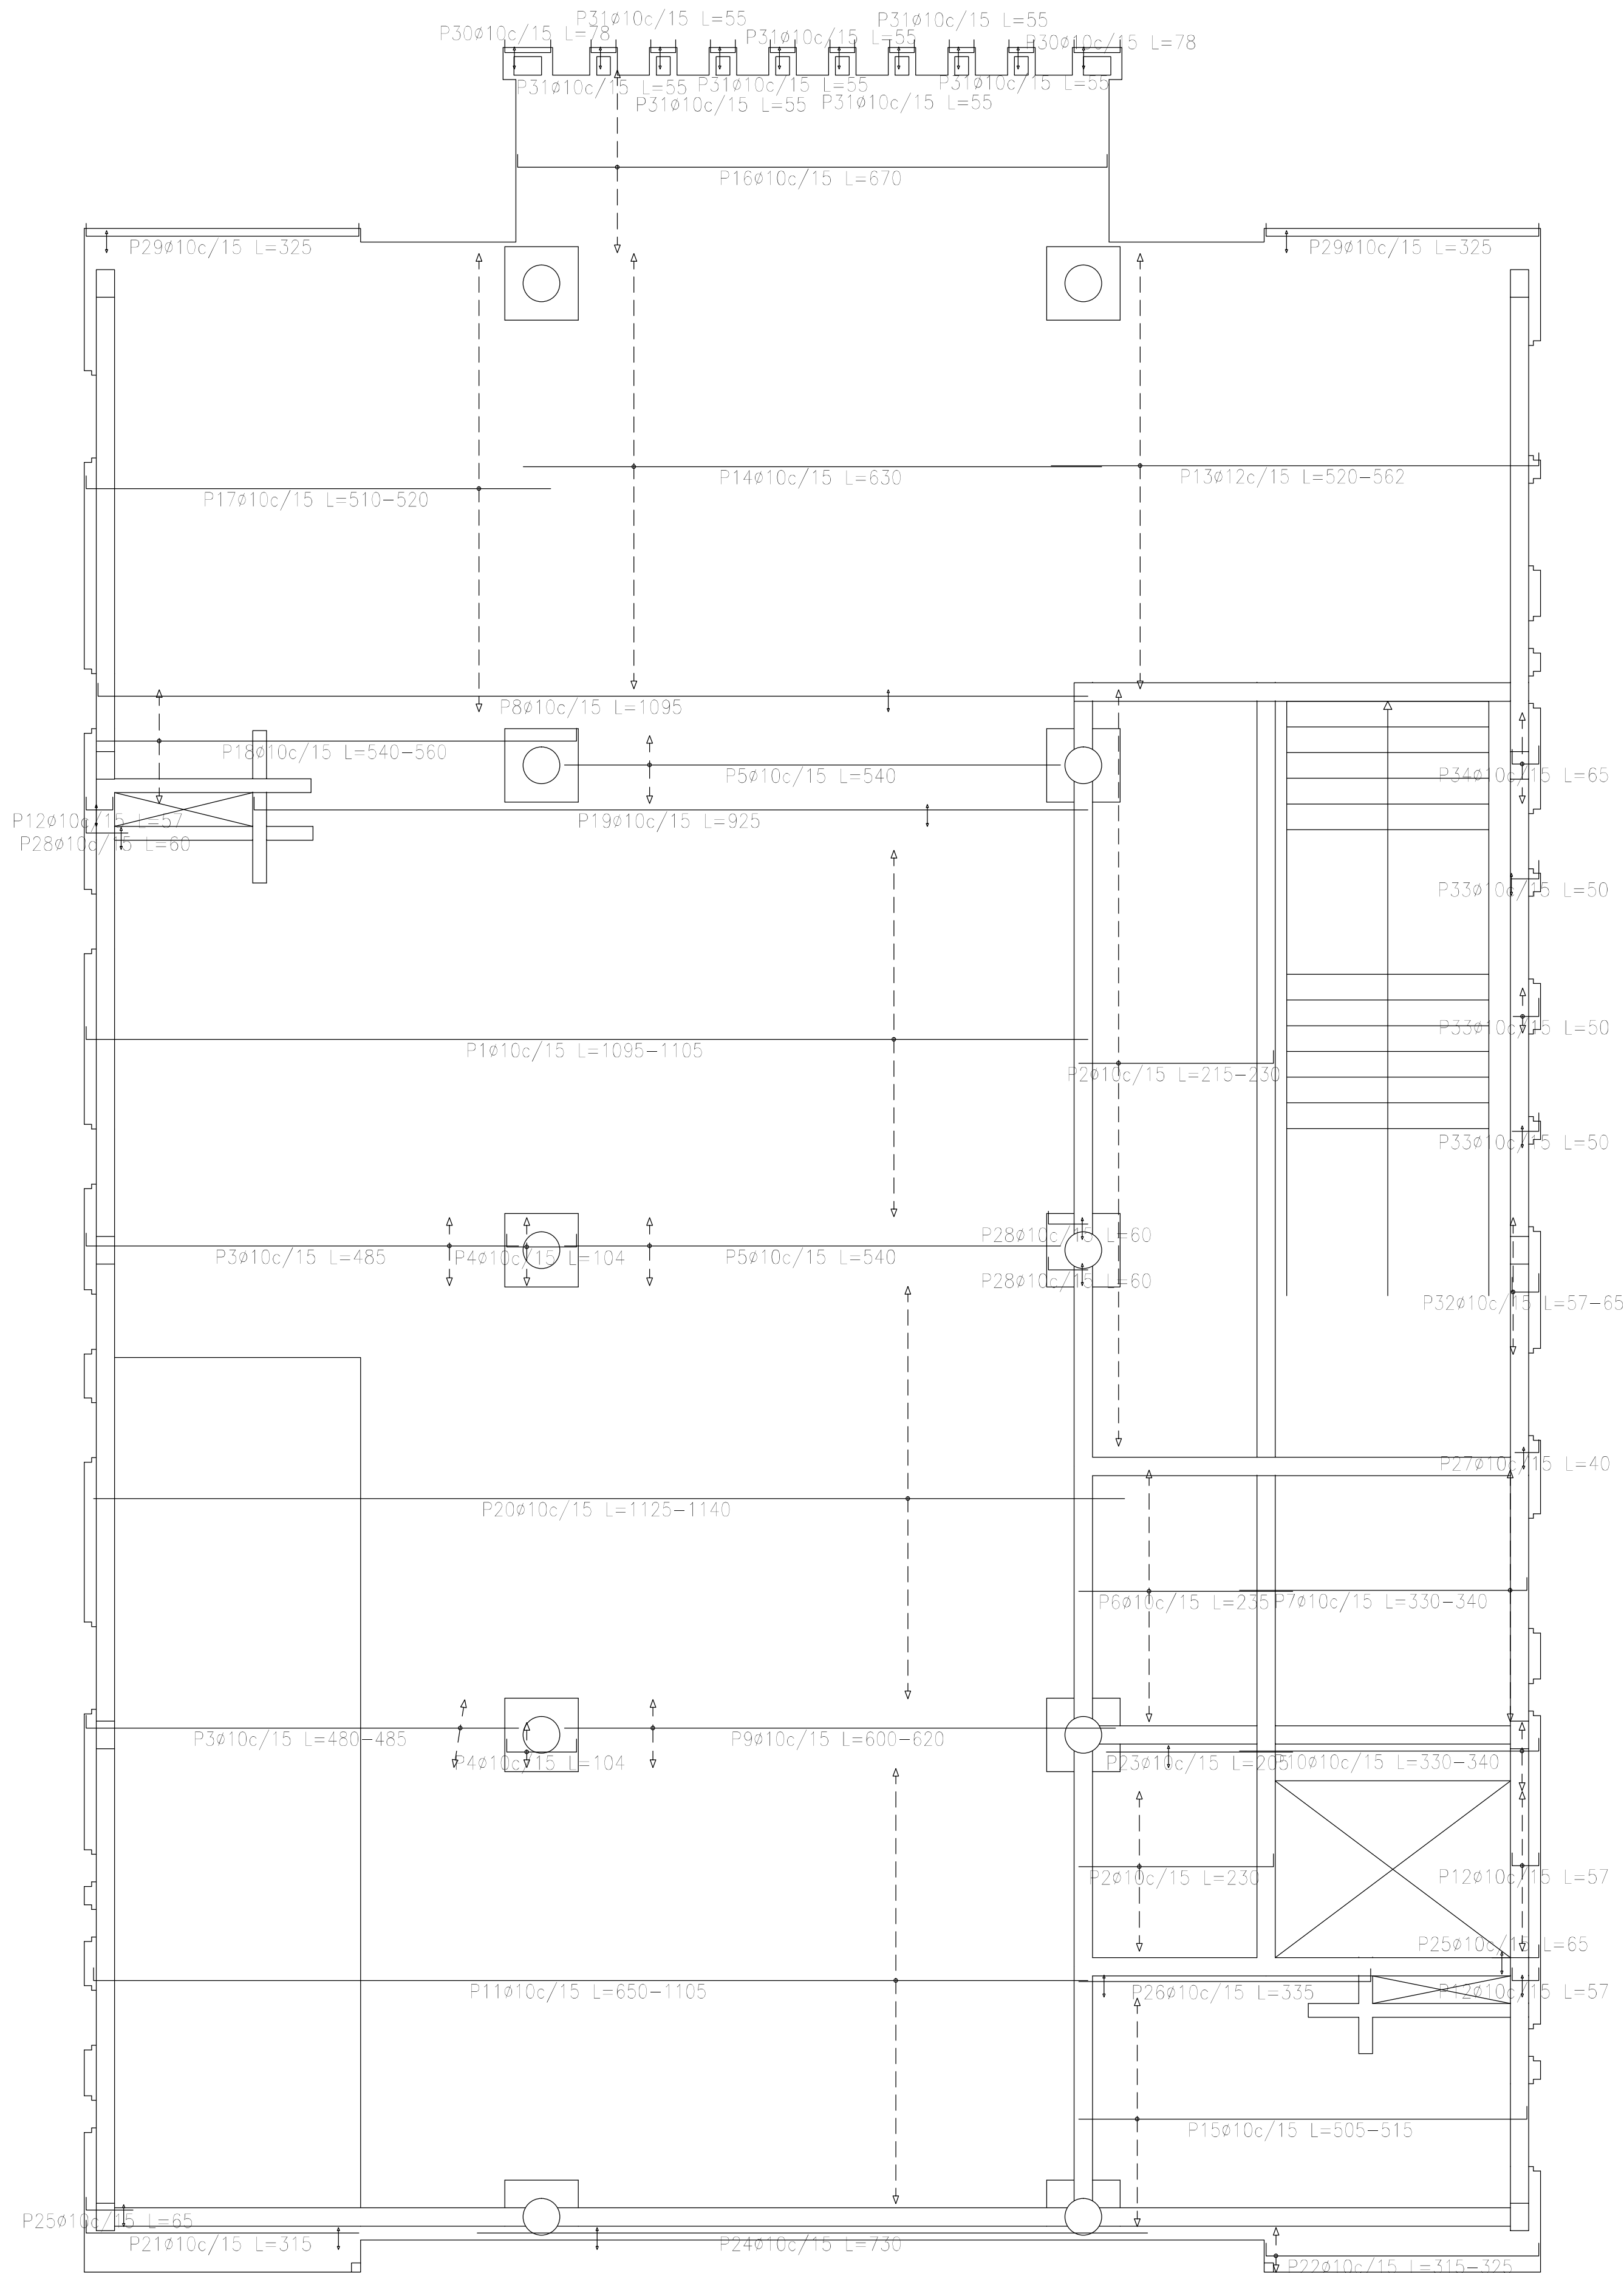 P31ø10c/15 L=55
P31ø10c/15 L=55
P30ø10c/15 L=78
P31ø10c/15 L=55
P30ø10c/15 L=78
P31ø10c/15 L=55
P31ø10c/15 L=55
P31ø10c/15 L=55
P31ø10c/15 L=55
P31ø10c/15 L=55
P16ø10c/15 L=670
P29ø10c/15 L=325
P29ø10c/15 L=325
P14ø10c/15 L=630
P13ø12c/15 L=520-562
P17ø10c/15 L=510-520
P8ø10c/15 L=1095
P18ø10c/15 L=540-560
P5ø10c/15 L=540
P34ø10c/15 L=65
P12ø10c/15 L=57
P19ø10c/15 L=925
P28ø10c/15 L=60
P33ø10c/15 L=50
P33ø10c/15 L=50
P1ø10c/15 L=1095-1105
P2ø10c/15 L=215-230
P33ø10c/15 L=50
P28ø10c/15 L=60
P3ø10c/15 L=485
P4ø10c/15 L=104
P5ø10c/15 L=540
P28ø10c/15 L=60
P32ø10c/15 L=57-65
P27ø10c/15 L=40
P20ø10c/15 L=1125-1140
P6ø10c/15 L=235
P7ø10c/15 L=330-340
P3ø10c/15 L=480-485
P9ø10c/15 L=600-620
P4ø10c/15 L=104
P23ø10c/15 L=205
P10ø10c/15 L=330-340
P2ø10c/15 L=230
P12ø10c/15 L=57
P25ø10c/15 L=65
P11ø10c/15 L=650-1105
P26ø10c/15 L=335
P12ø10c/15 L=57
P15ø10c/15 L=505-515
P25ø10c/15 L=65
P21ø10c/15 L=315
P24ø10c/15 L=730
P22ø10c/15 L=315-325